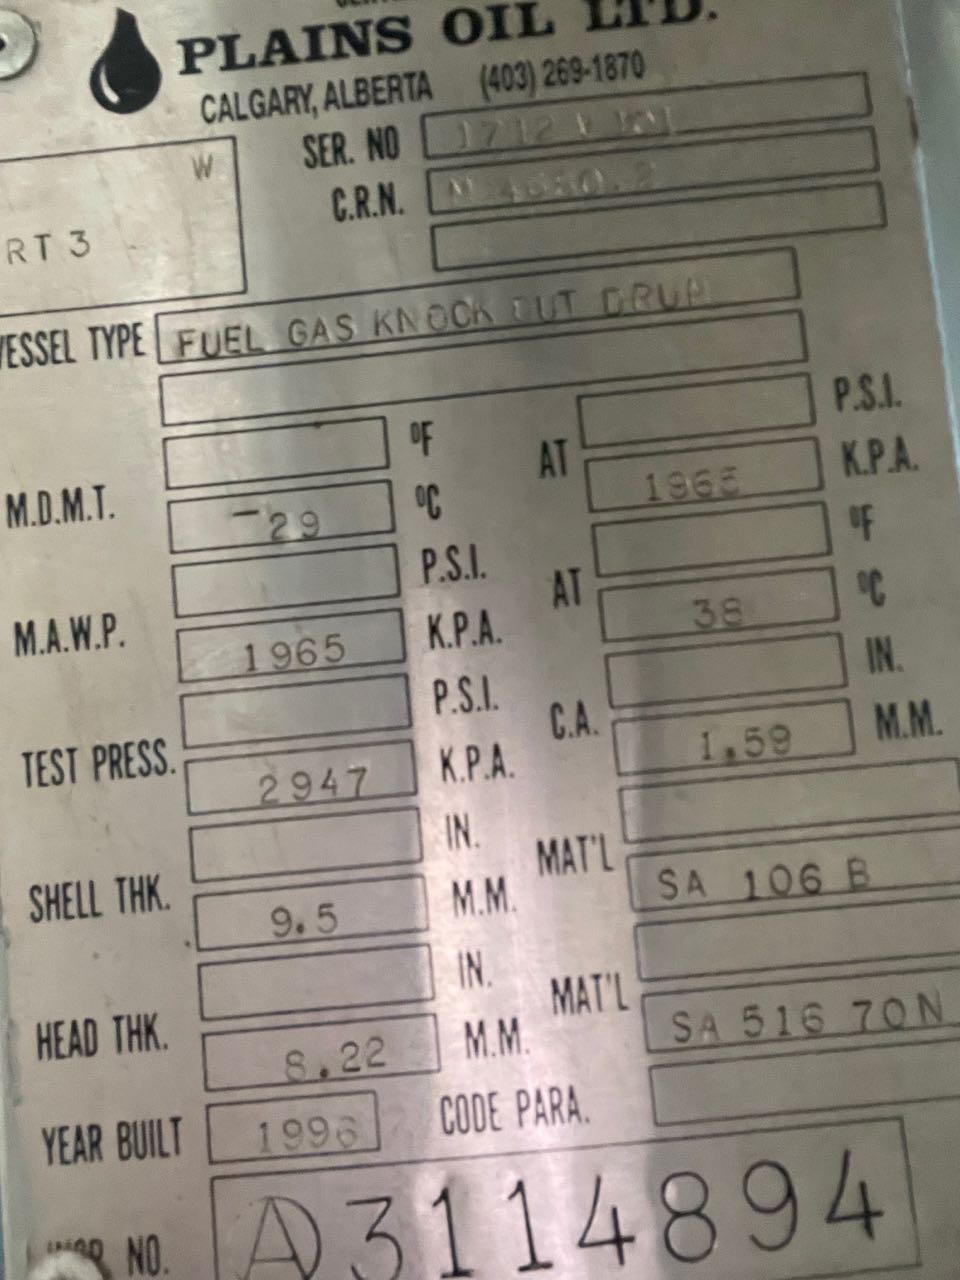 PLAINS OIL LTD.
CALGARY, ALBERTA (403) 269-1870
SER. NO
C.R.N.
W
RT 3
VESSEL TYPE FUEL GAS KNOCK OUT DRUM
°F
AT P.S.I.
M.D.M.T. -29 °C
1965 K.P.A.
P.S.I.
AT °F
M.A.W.P. 1965 K.P.A.
38 °C
P.S.I.
IN.
TEST PRESS. 2947 K.P.A.
C.A. 1.59 M.M.
IN.
MAT'L
SHELL THK. 9.5 M.M.
SA 106 B
IN.
MAT'L
HEAD THK. 8.22 M.M.
SA 516 70N
YEAR BUILT 1996
CODE PARA.
NO. A3114894